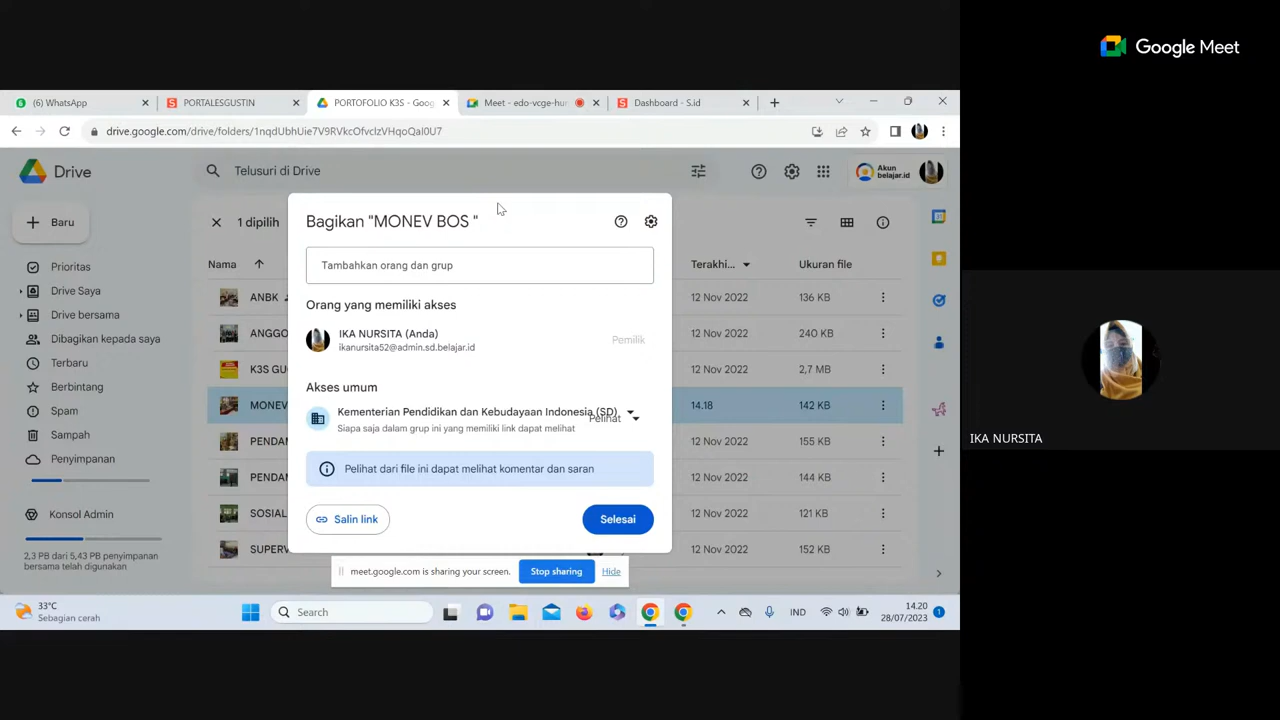 Google Meet
(6) WhatsApp
PORTALESGUSTIN
PORTOFOLIO K3S - Goog
Meet - edo-vcge-hu
Dashboard - S.id
drive.google.com/drive/folders/1nqdUbhUie7V9RVkcOfvclzVHqoQaI0U7
Drive
Telusuri di Drive
Akun
belajar.id
Baru
1 dipilih
Nama
Terakhi...
Ukuran file
Prioritas
Drive Saya
Drive bersama
Dibagikan kepada saya
Terbaru
Berbintang
Spam
Sampah
Penyimpanan
Konsol Admin
2,3 PB dari 5,43 PB penyimpanan
bersama telah digunakan
ANBK
12 Nov 2022
136 KB
ANGGO
12 Nov 2022
240 KB
K3S GU
12 Nov 2022
2,7 MB
MONEV
14.18
142 KB
PENDAM
12 Nov 2022
155 KB
PENDAM
12 Nov 2022
144 KB
SOSIAL
12 Nov 2022
121 KB
SUPERV
12 Nov 2022
152 KB
Bagikan "MONEV BOS "
Tambahkan orang dan grup
Orang yang memiliki akses
IKA NURSITA (Anda)
ikanursita52@admin.sd.belajar.id
Pemilik
Akses umum
Kementerian Pendidikan dan Kebudayaan Indonesia (SD)
Siapa saja dalam grup ini yang memiliki link dapat melihat
Pelihat
Pelihat dari file ini dapat melihat komentar dan saran
Salin link
Selesai
meet.google.com is sharing your screen.
Stop sharing
Hide
33°C
Sebagian cerah
Search
IND
14.20
28/07/2023
1
IKA NURSITA